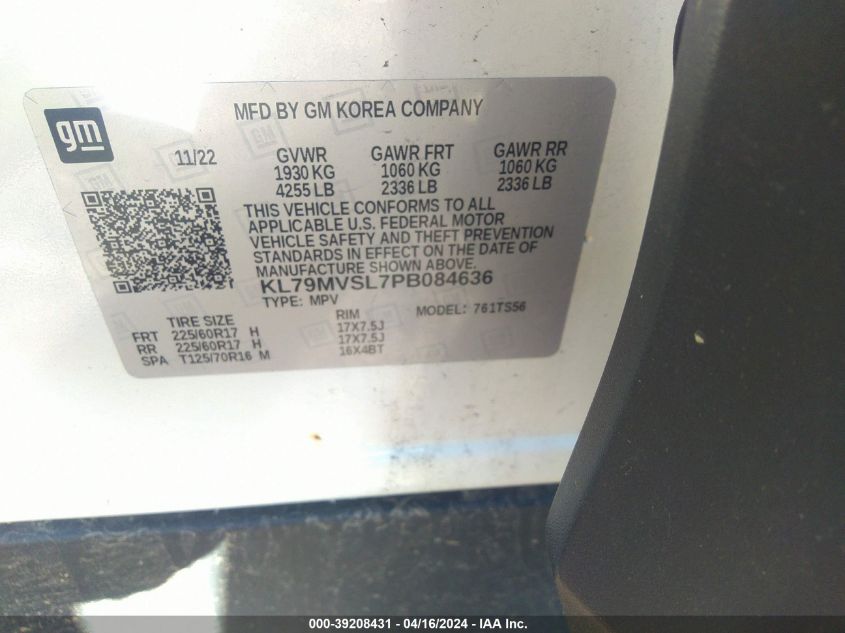 gm
MFD BY GM KOREA COMPANY
11/22
GVWR GAWR FRT GAWR RR
1930 KG 1060 KG 1060 KG
4255 LB 2336 LB 2336 LB
THIS VEHICLE CONFORMS TO ALL
APPLICABLE U.S. FEDERAL MOTOR
VEHICLE SAFETY AND THEFT PREVENTION
STANDARDS IN EFFECT ON THE DATE OF
MANUFACTURE SHOWN ABOVE.
KL79MVSL7PB084636
TYPE: MPV MODEL: 761TS56
TIRE SIZE RIM
FRT 225/60R17 H 17X7.5J
RR 225/60R17 H 17X7.5J
SPA T125/70R16 M 16X4BT
000-39208431 - 04/16/2024 - IAA Inc.